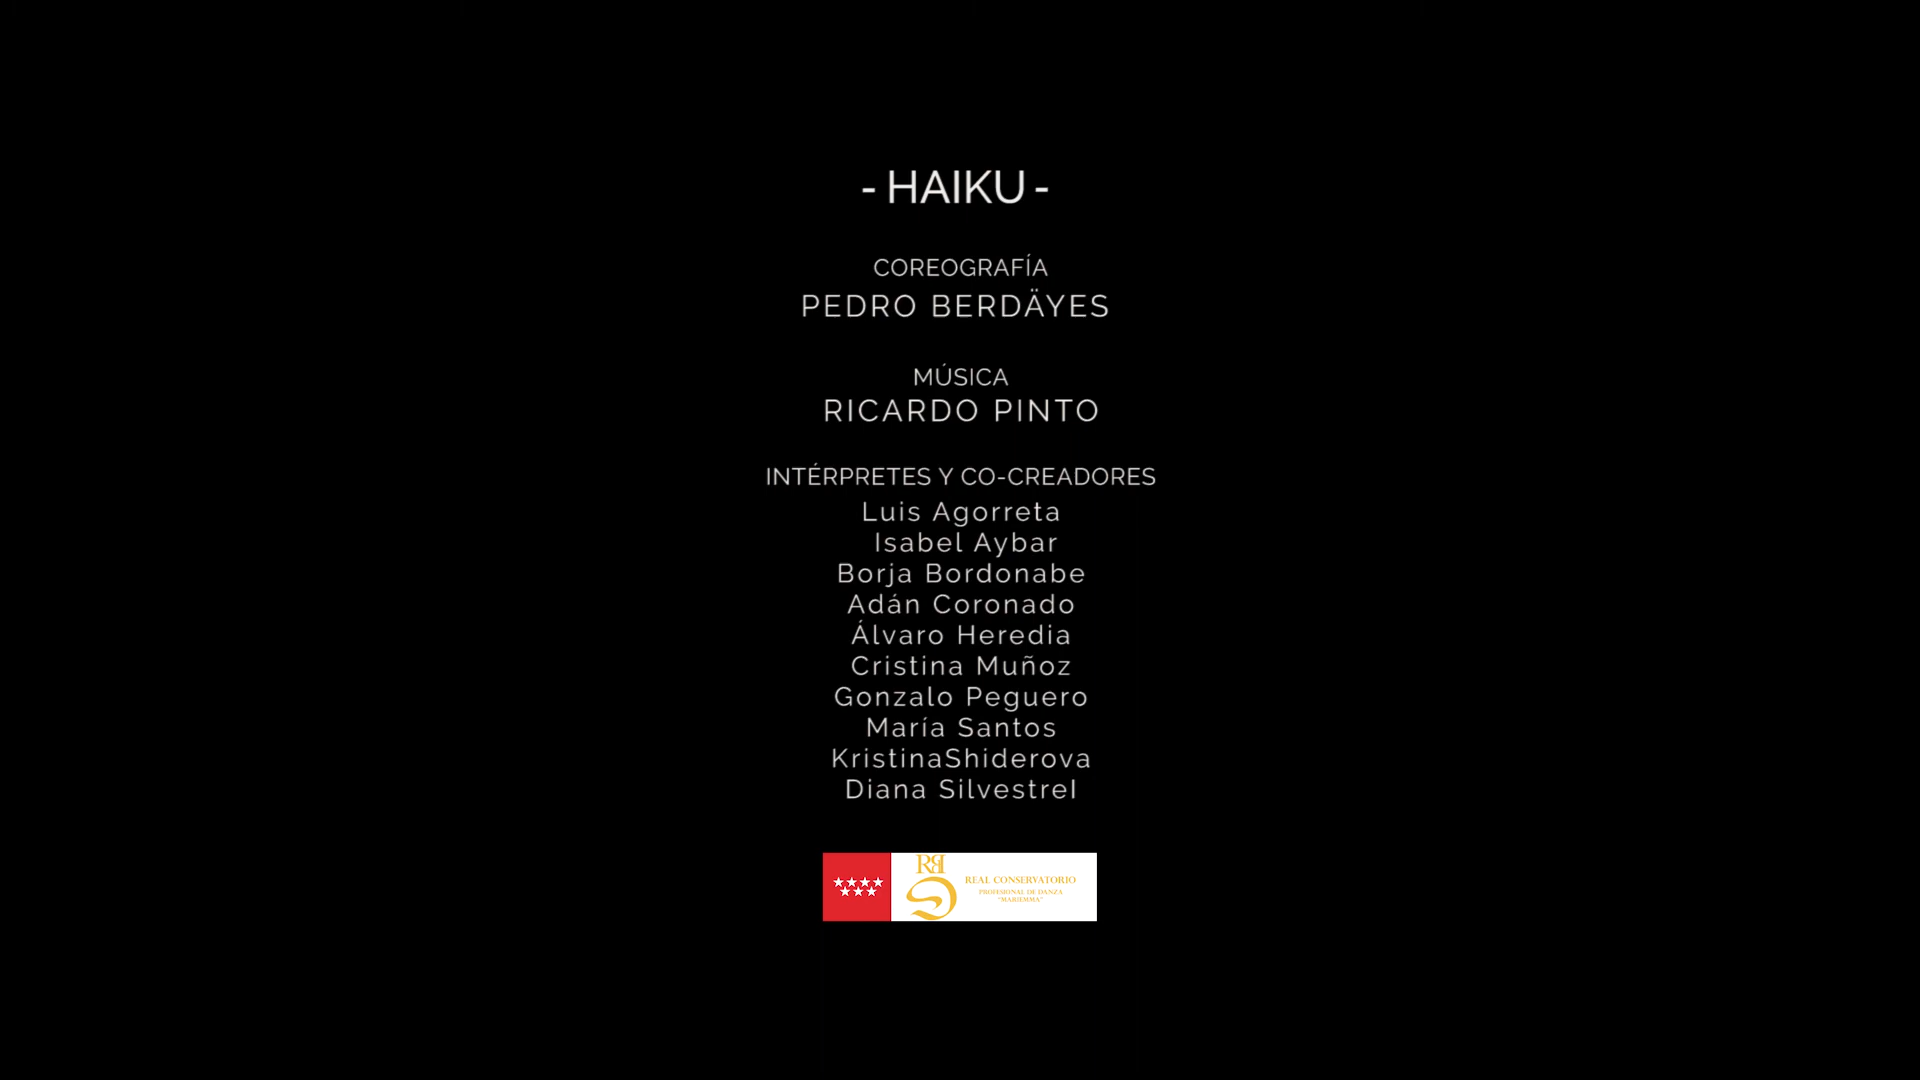 - HAIKU -
COREOGRAFÍA
PEDRO BERDÄYES
MÚSICA
RICARDO PINTO
INTÉRPRETES Y CO-CREADORES
Luis Agorreta
Isabel Aybar
Borja Bordonabe
Adán Coronado
Álvaro Heredia
Cristina Muñoz
Gonzalo Peguero
María Santos
KristinaShiderova
Diana SilvestreI
REAL CONSERVATORIO
PROFESIONAL DE DANZA
"MARIEMMA"